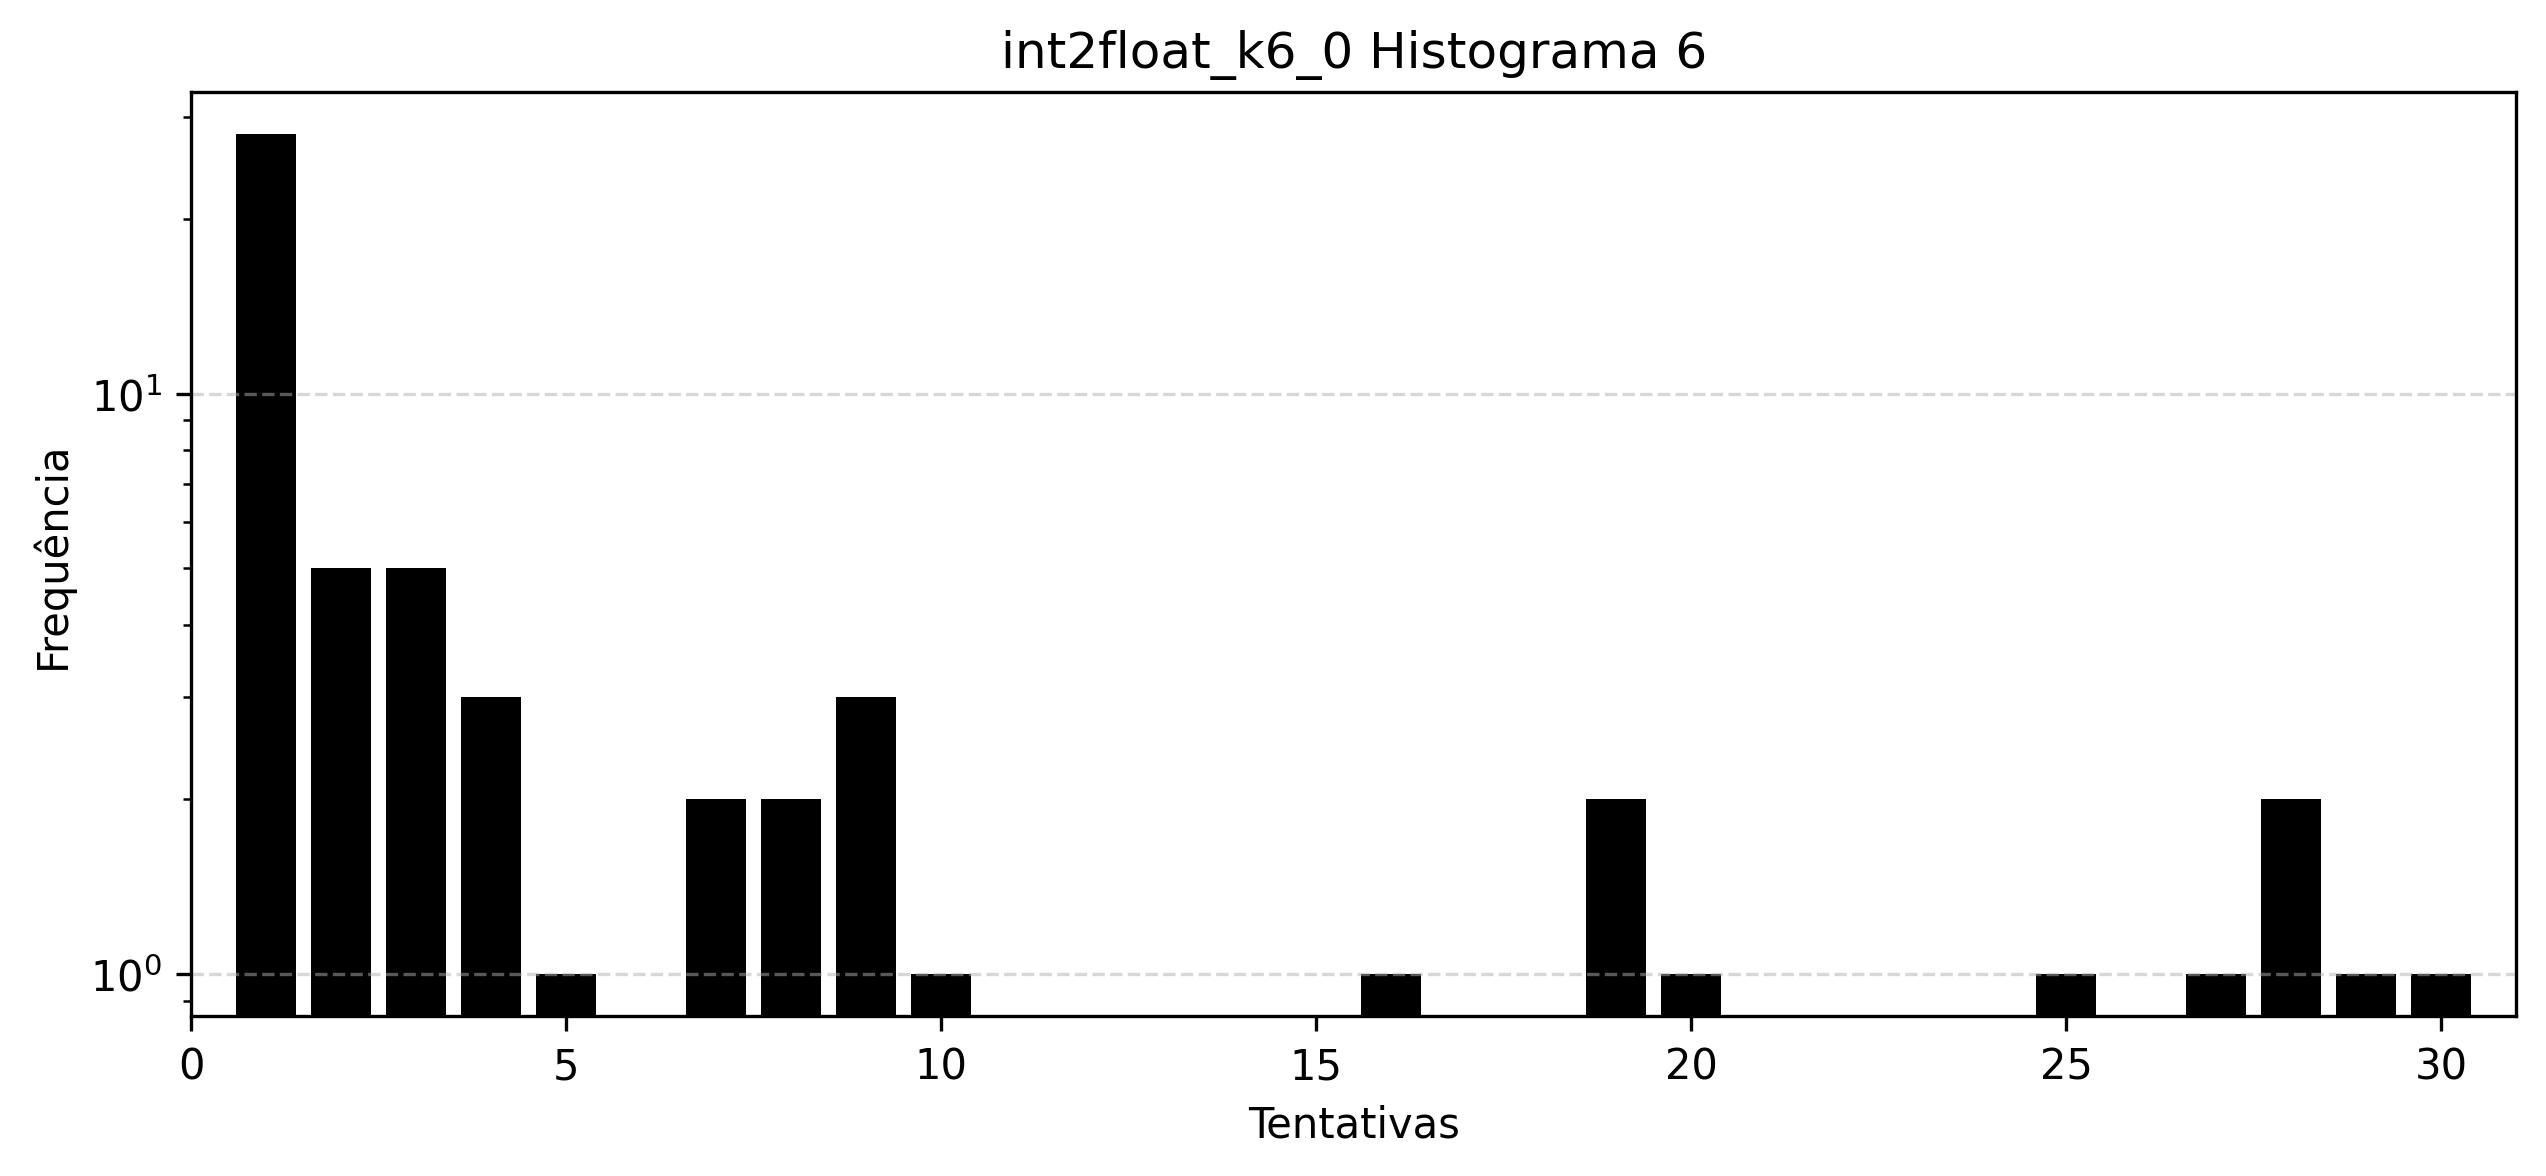 int2float_k6_0 Histograma 6
Frequência
10¹
10⁰
0 5 10 15 20 25 30
Tentativas